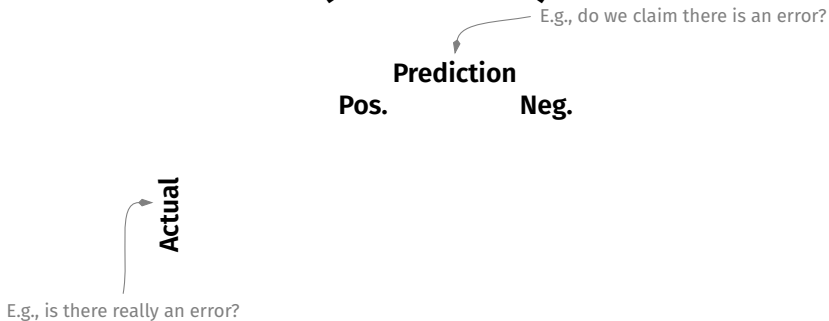 E.g., do we claim there is an error?
Prediction
Pos. Neg.
Actual
E.g., is there really an error?